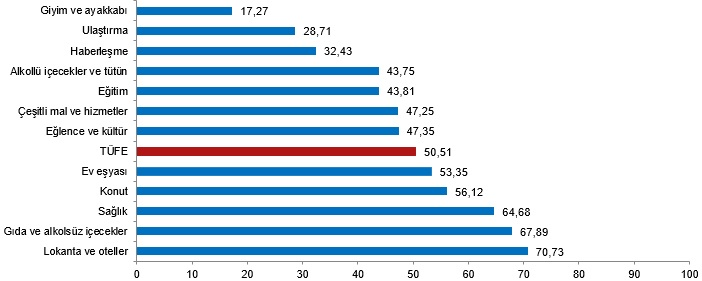 Giyim ve ayakkabı 17,27
Ulaştırma 28,71
Haberleşme 32,43
Alkollü içecekler ve tütün 43,75
Eğitim 43,81
Çeşitli mal ve hizmetler 47,25
Eğlence ve kültür 47,35
TÜFE 50,51
Ev eşyası 53,35
Konut 56,12
Sağlık 64,68
Gıda ve alkolsüz içecekler 67,89
Lokanta ve oteller 70,73
0 10 20 30 40 50 60 70 80 90 100